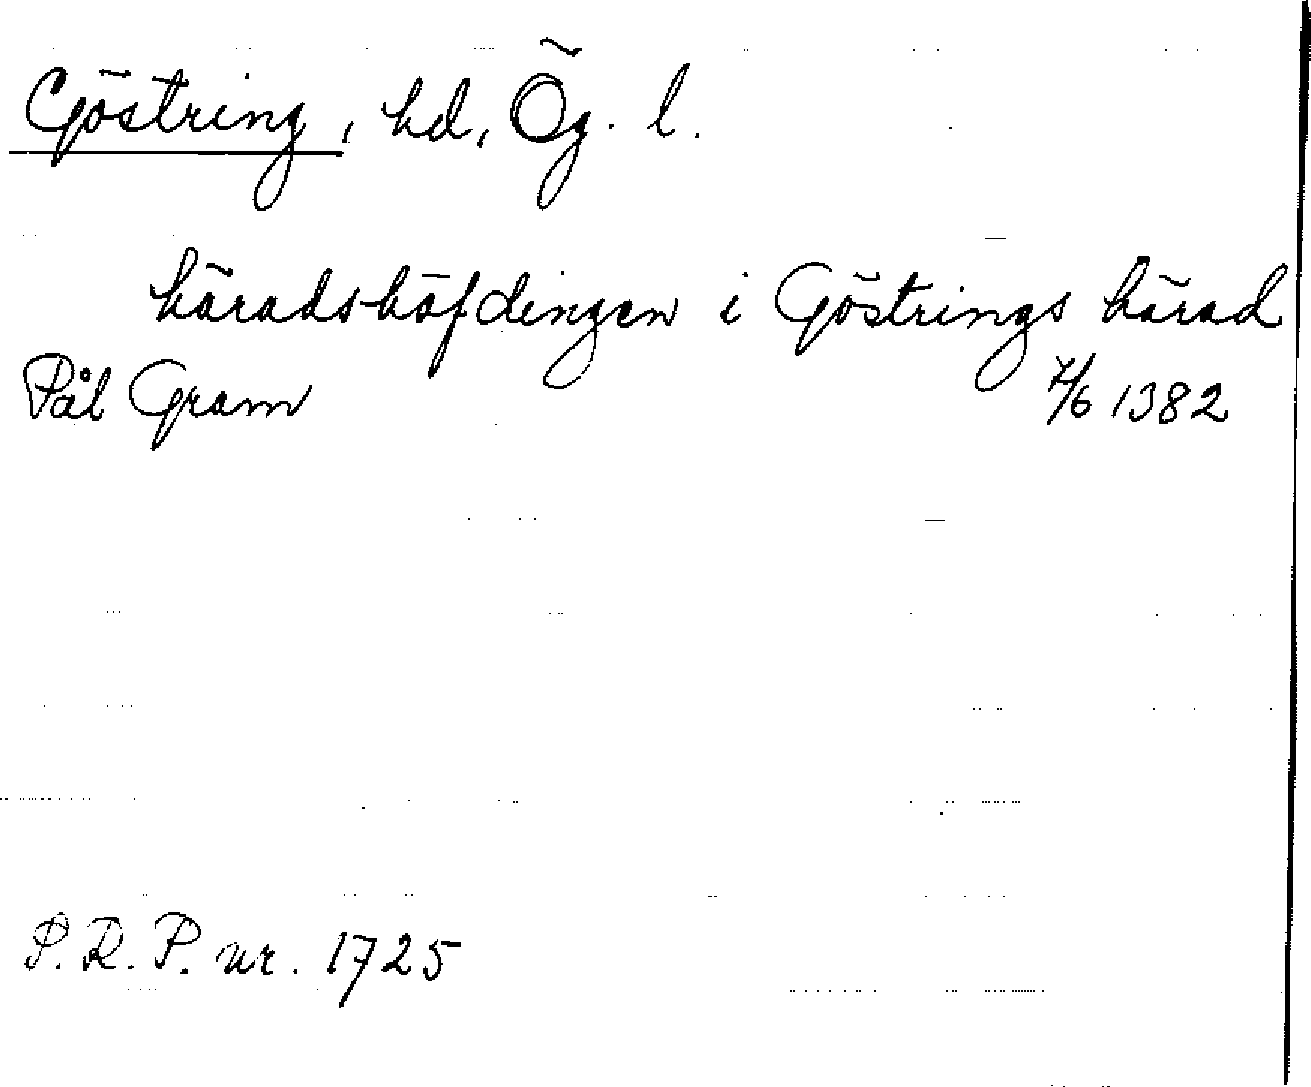 Göstring, hd, Ög. l.
häradshöfdingen i Göstrings härad
Pål Gram 7/6 1382
P.R.P. nr. 1725